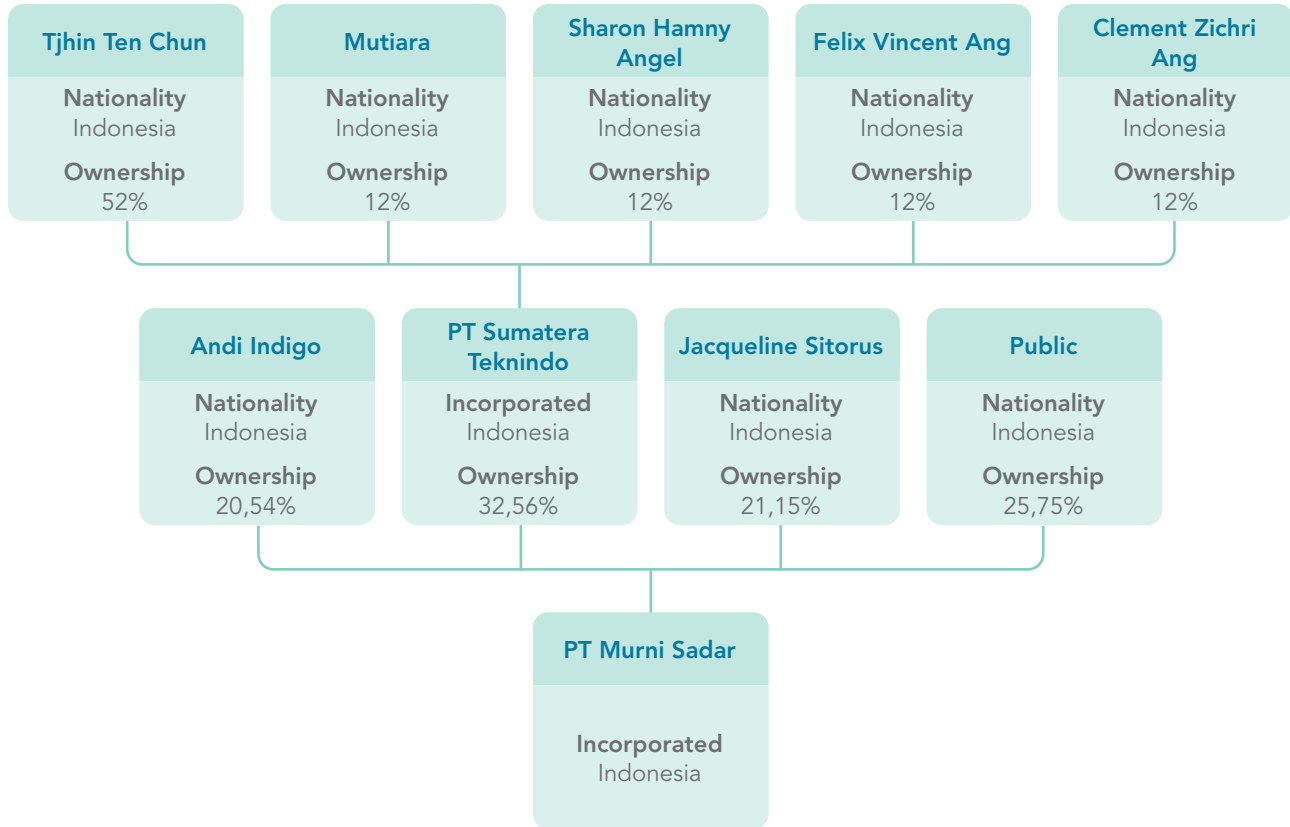 Tjhin Ten Chun
Nationality
Indonesia
Ownership
52%
Mutiara
Nationality
Indonesia
Ownership
12%
Sharon Hamny
Angel
Nationality
Indonesia
Ownership
12%
Felix Vincent Ang
Nationality
Indonesia
Ownership
12%
Clement Zichri
Ang
Nationality
Indonesia
Ownership
12%
Andi Indigo
Nationality
Indonesia
Ownership
20,54%
PT Sumatera
Teknindo
Incorporated
Indonesia
Ownership
32,56%
Jacqueline Sitorus
Nationality
Indonesia
Ownership
21,15%
Public
Nationality
Indonesia
Ownership
25,75%
PT Murni Sadar
Incorporated
Indonesia